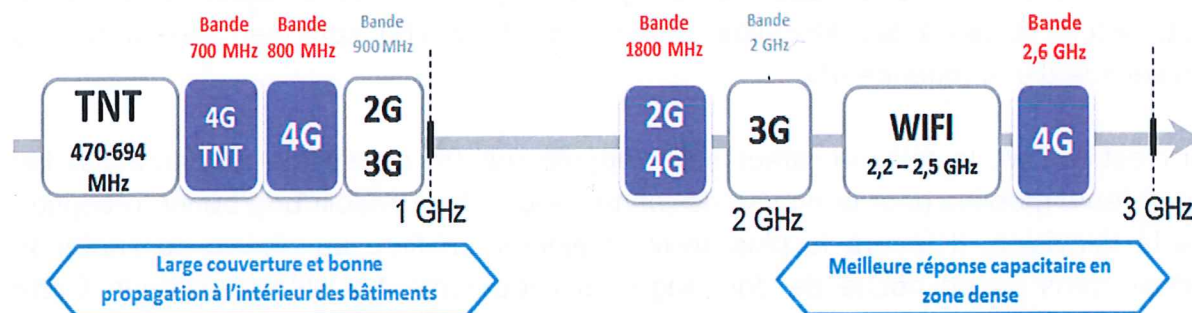 Bande
700 MHz
Bande
800 MHz
Bande
900 MHz
Bande
1800 MHz
Bande
2 GHz
Bande
2,6 GHz
TNT
470-694
MHz
4G
TNT
4G
2G
3G
1 GHz
2G
4G
3G
2 GHz
WIFI
2,2 – 2,5 GHz
4G
3 GHz
Large couverture et bonne
propagation à l'intérieur des bâtiments
Meilleure réponse capacitaire en
zone dense